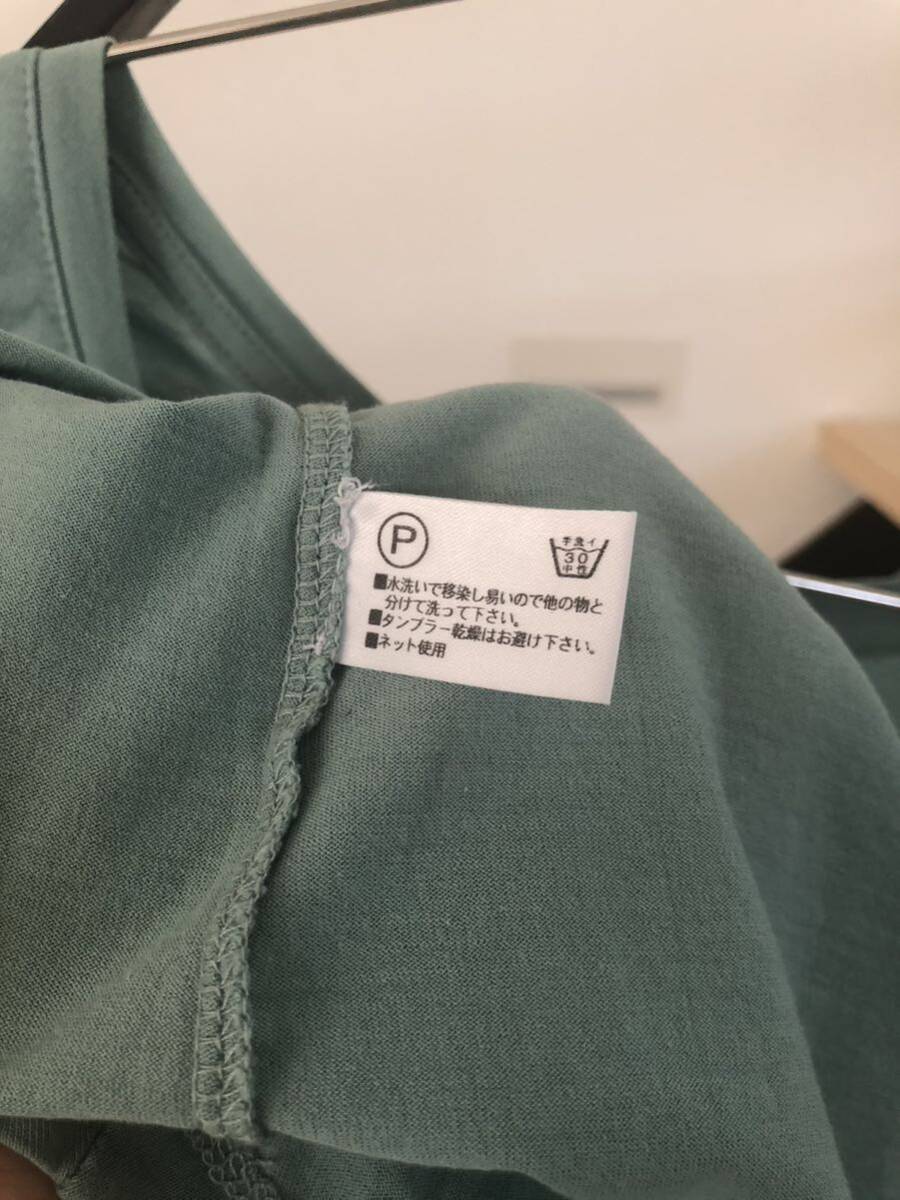 P
手洗イ
30
中性
■水洗いで移染し易いので他の物と
分けて洗って下さい。
■タンブラー乾燥はお避け下さい。
■ネット使用